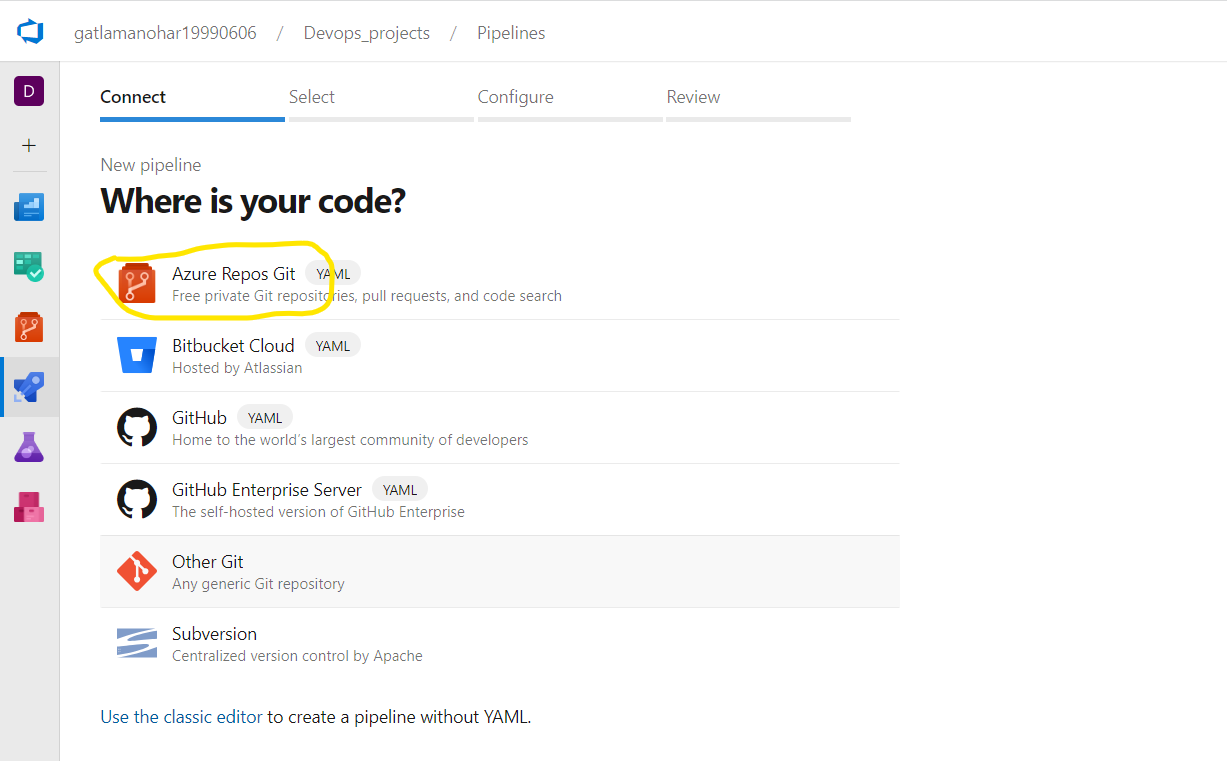 gatlamanohar19990606 / Devops_projects / Pipelines
D
Connect Select Configure Review
New pipeline
Where is your code?
Azure Repos Git YAML
Free private Git repositories, pull requests, and code search
Bitbucket Cloud YAML
Hosted by Atlassian
GitHub YAML
Home to the world's largest community of developers
GitHub Enterprise Server YAML
The self-hosted version of GitHub Enterprise
Other Git
Any generic Git repository
Subversion
Centralized version control by Apache
Use the classic editor to create a pipeline without YAML.